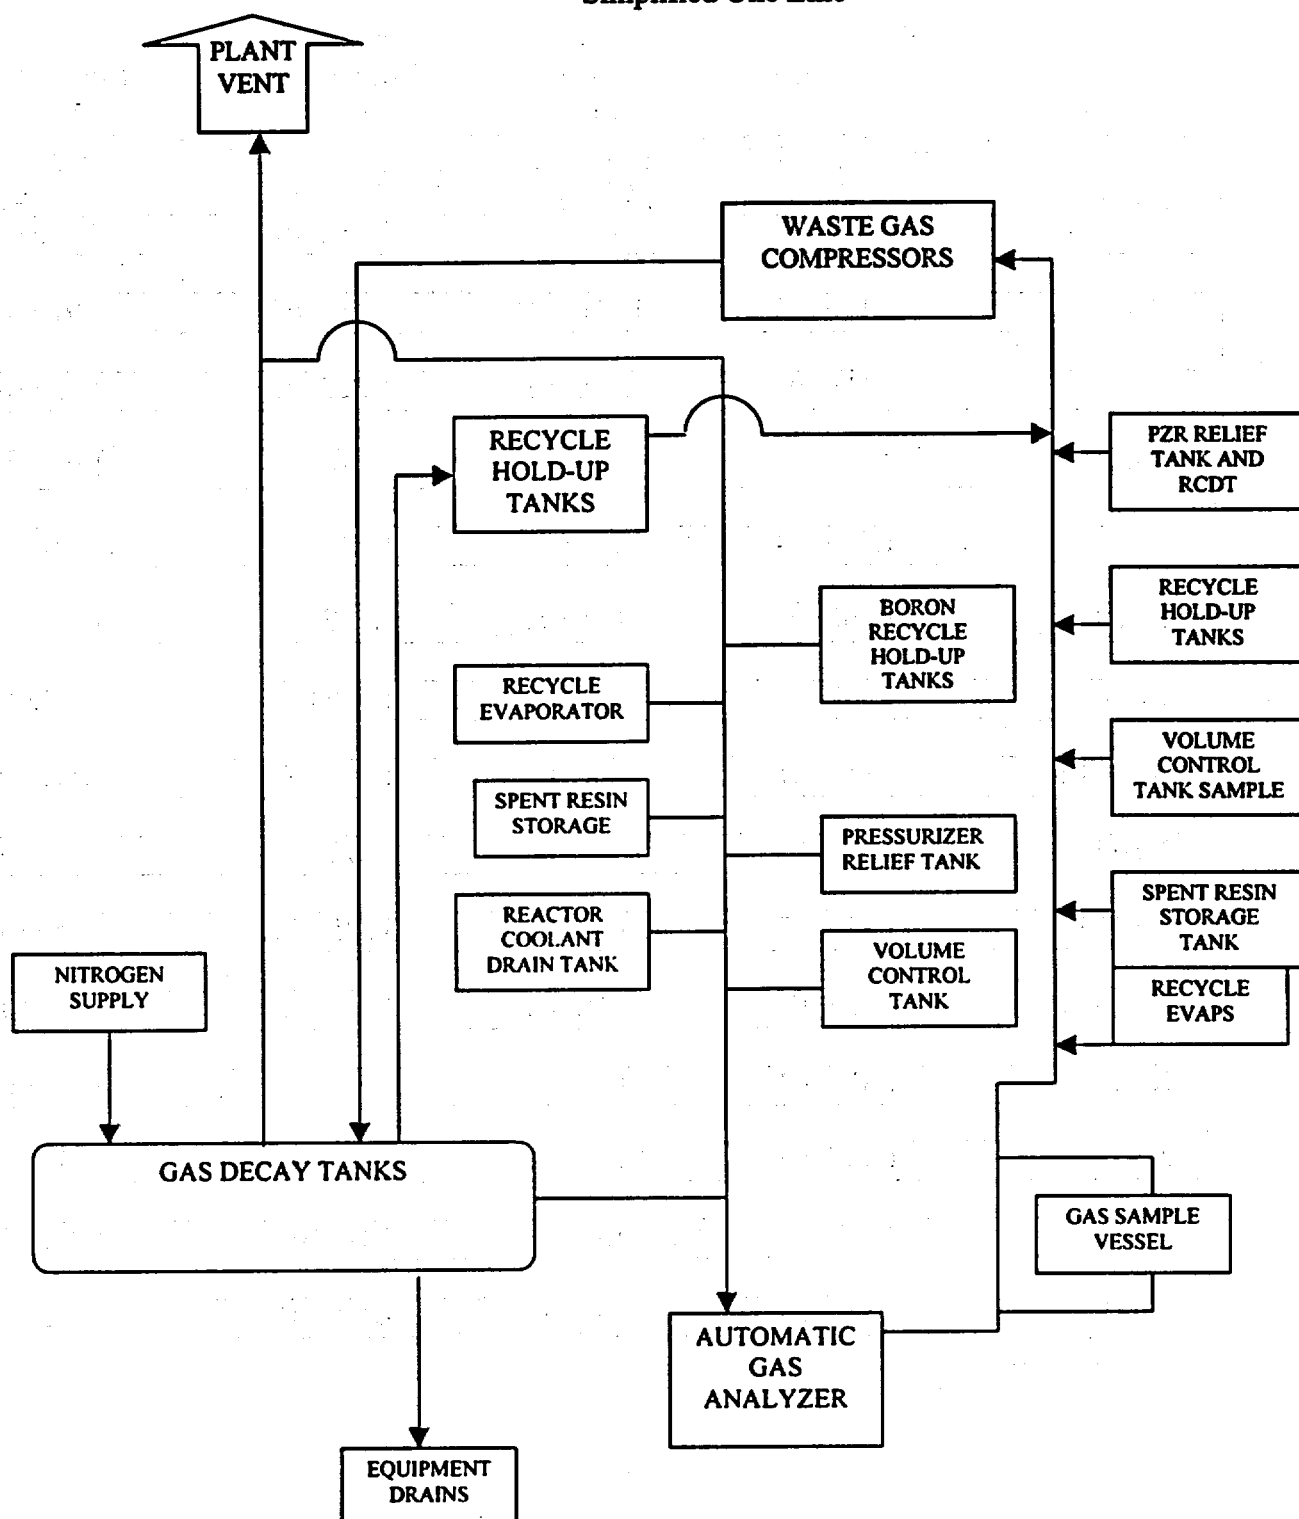 Simplified One Line
PLANT
VENT
WASTE GAS
COMPRESSORS
RECYCLE
HOLD-UP
TANKS
PZR RELIEF
TANK AND
RCDT
RECYCLE
HOLD-UP
TANKS
BORON
RECYCLE
HOLD-UP
TANKS
RECYCLE
EVAPORATOR
VOLUME
CONTROL
TANK SAMPLE
SPENT RESIN
STORAGE
PRESSURIZER
RELIEF TANK
SPENT RESIN
STORAGE
TANK
REACTOR
COOLANT
DRAIN TANK
VOLUME
CONTROL
TANK
NITROGEN
SUPPLY
RECYCLE
EVAPS
GAS DECAY TANKS
GAS SAMPLE
VESSEL
AUTOMATIC
GAS
ANALYZER
EQUIPMENT
DRAINS